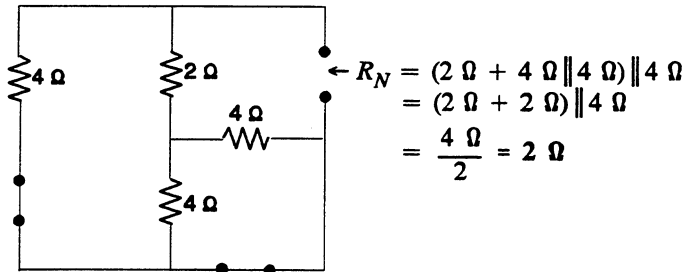 4 Ω
2 Ω
4 Ω
4 Ω
← R_N = (2 Ω + 4 Ω∥4 Ω)∥4 Ω
= (2 Ω + 2 Ω)∥4 Ω
= 4 Ω / 2 = 2 Ω